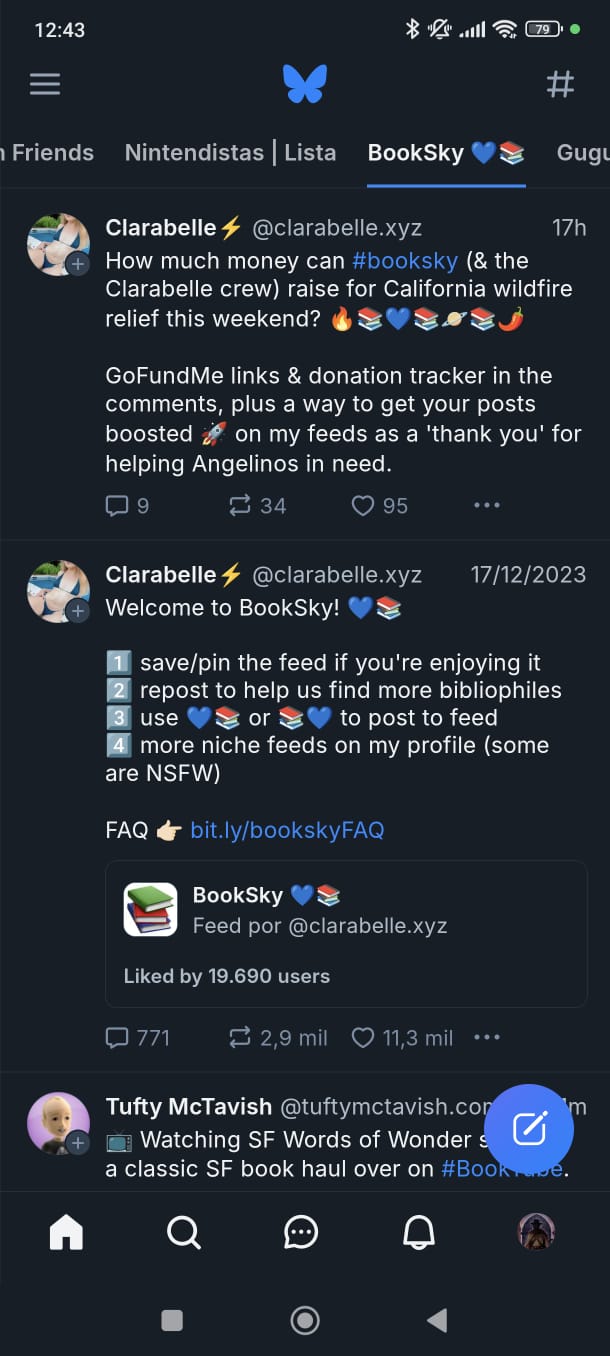 12:43
79
Friends
Nintendistas | Lista
BookSky 💙📚
Gugu
Clarabelle⚡ @clarabelle.xyz
17h
How much money can #booksky (& the
Clarabelle crew) raise for California wildfire
relief this weekend? 🔥📚💙📚🪐📚🌶️
GoFundMe links & donation tracker in the
comments, plus a way to get your posts
boosted 🚀 on my feeds as a 'thank you' for
helping Angelinos in need.
9
34
95
Clarabelle⚡ @clarabelle.xyz
17/12/2023
Welcome to BookSky! 💙📚
1️⃣ save/pin the feed if you're enjoying it
2️⃣ repost to help us find more bibliophiles
3️⃣ use 💙📚 or 📚💙 to post to feed
4️⃣ more niche feeds on my profile (some
are NSFW)
FAQ 👉🏻 bit.ly/bookskyFAQ
BookSky 💙📚
Feed por @clarabelle.xyz
Liked by 19.690 users
771
2,9 mil
11,3 mil
Tufty McTavish @tuftymctavish.com
📺 Watching SF Words of Wonder
a classic SF book haul over on #BookTube.